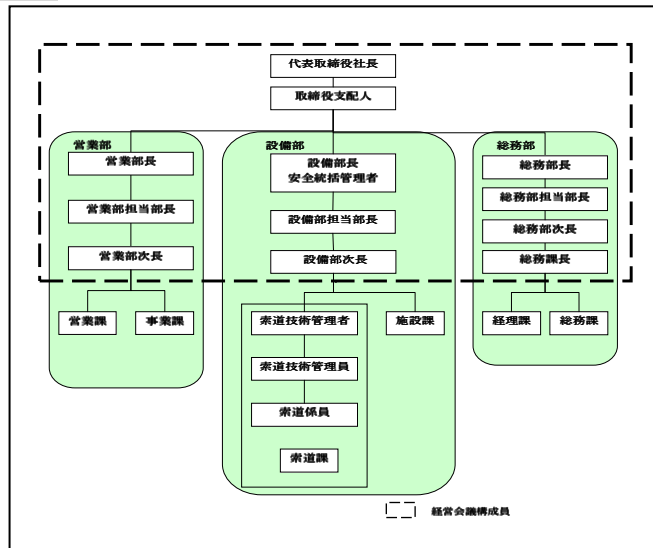 代表取締役社長
取締役支配人
営業部
営業部長
営業部担当部長
営業部次長
営業課
事業課
設備部
設備部長
安全統括管理者
設備部担当部長
設備部次長
索道技術管理者
索道技術管理員
索道係員
索道課
施設課
総務部
総務部長
総務部担当部長
総務部次長
総務課長
経理課
総務課
経営会議構成員